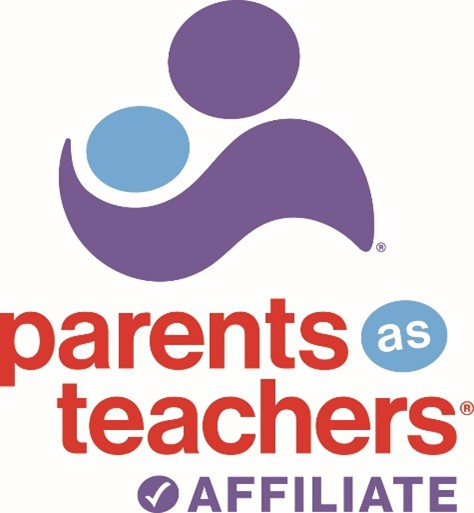 ®
parents as
teachers®
AFFILIATE